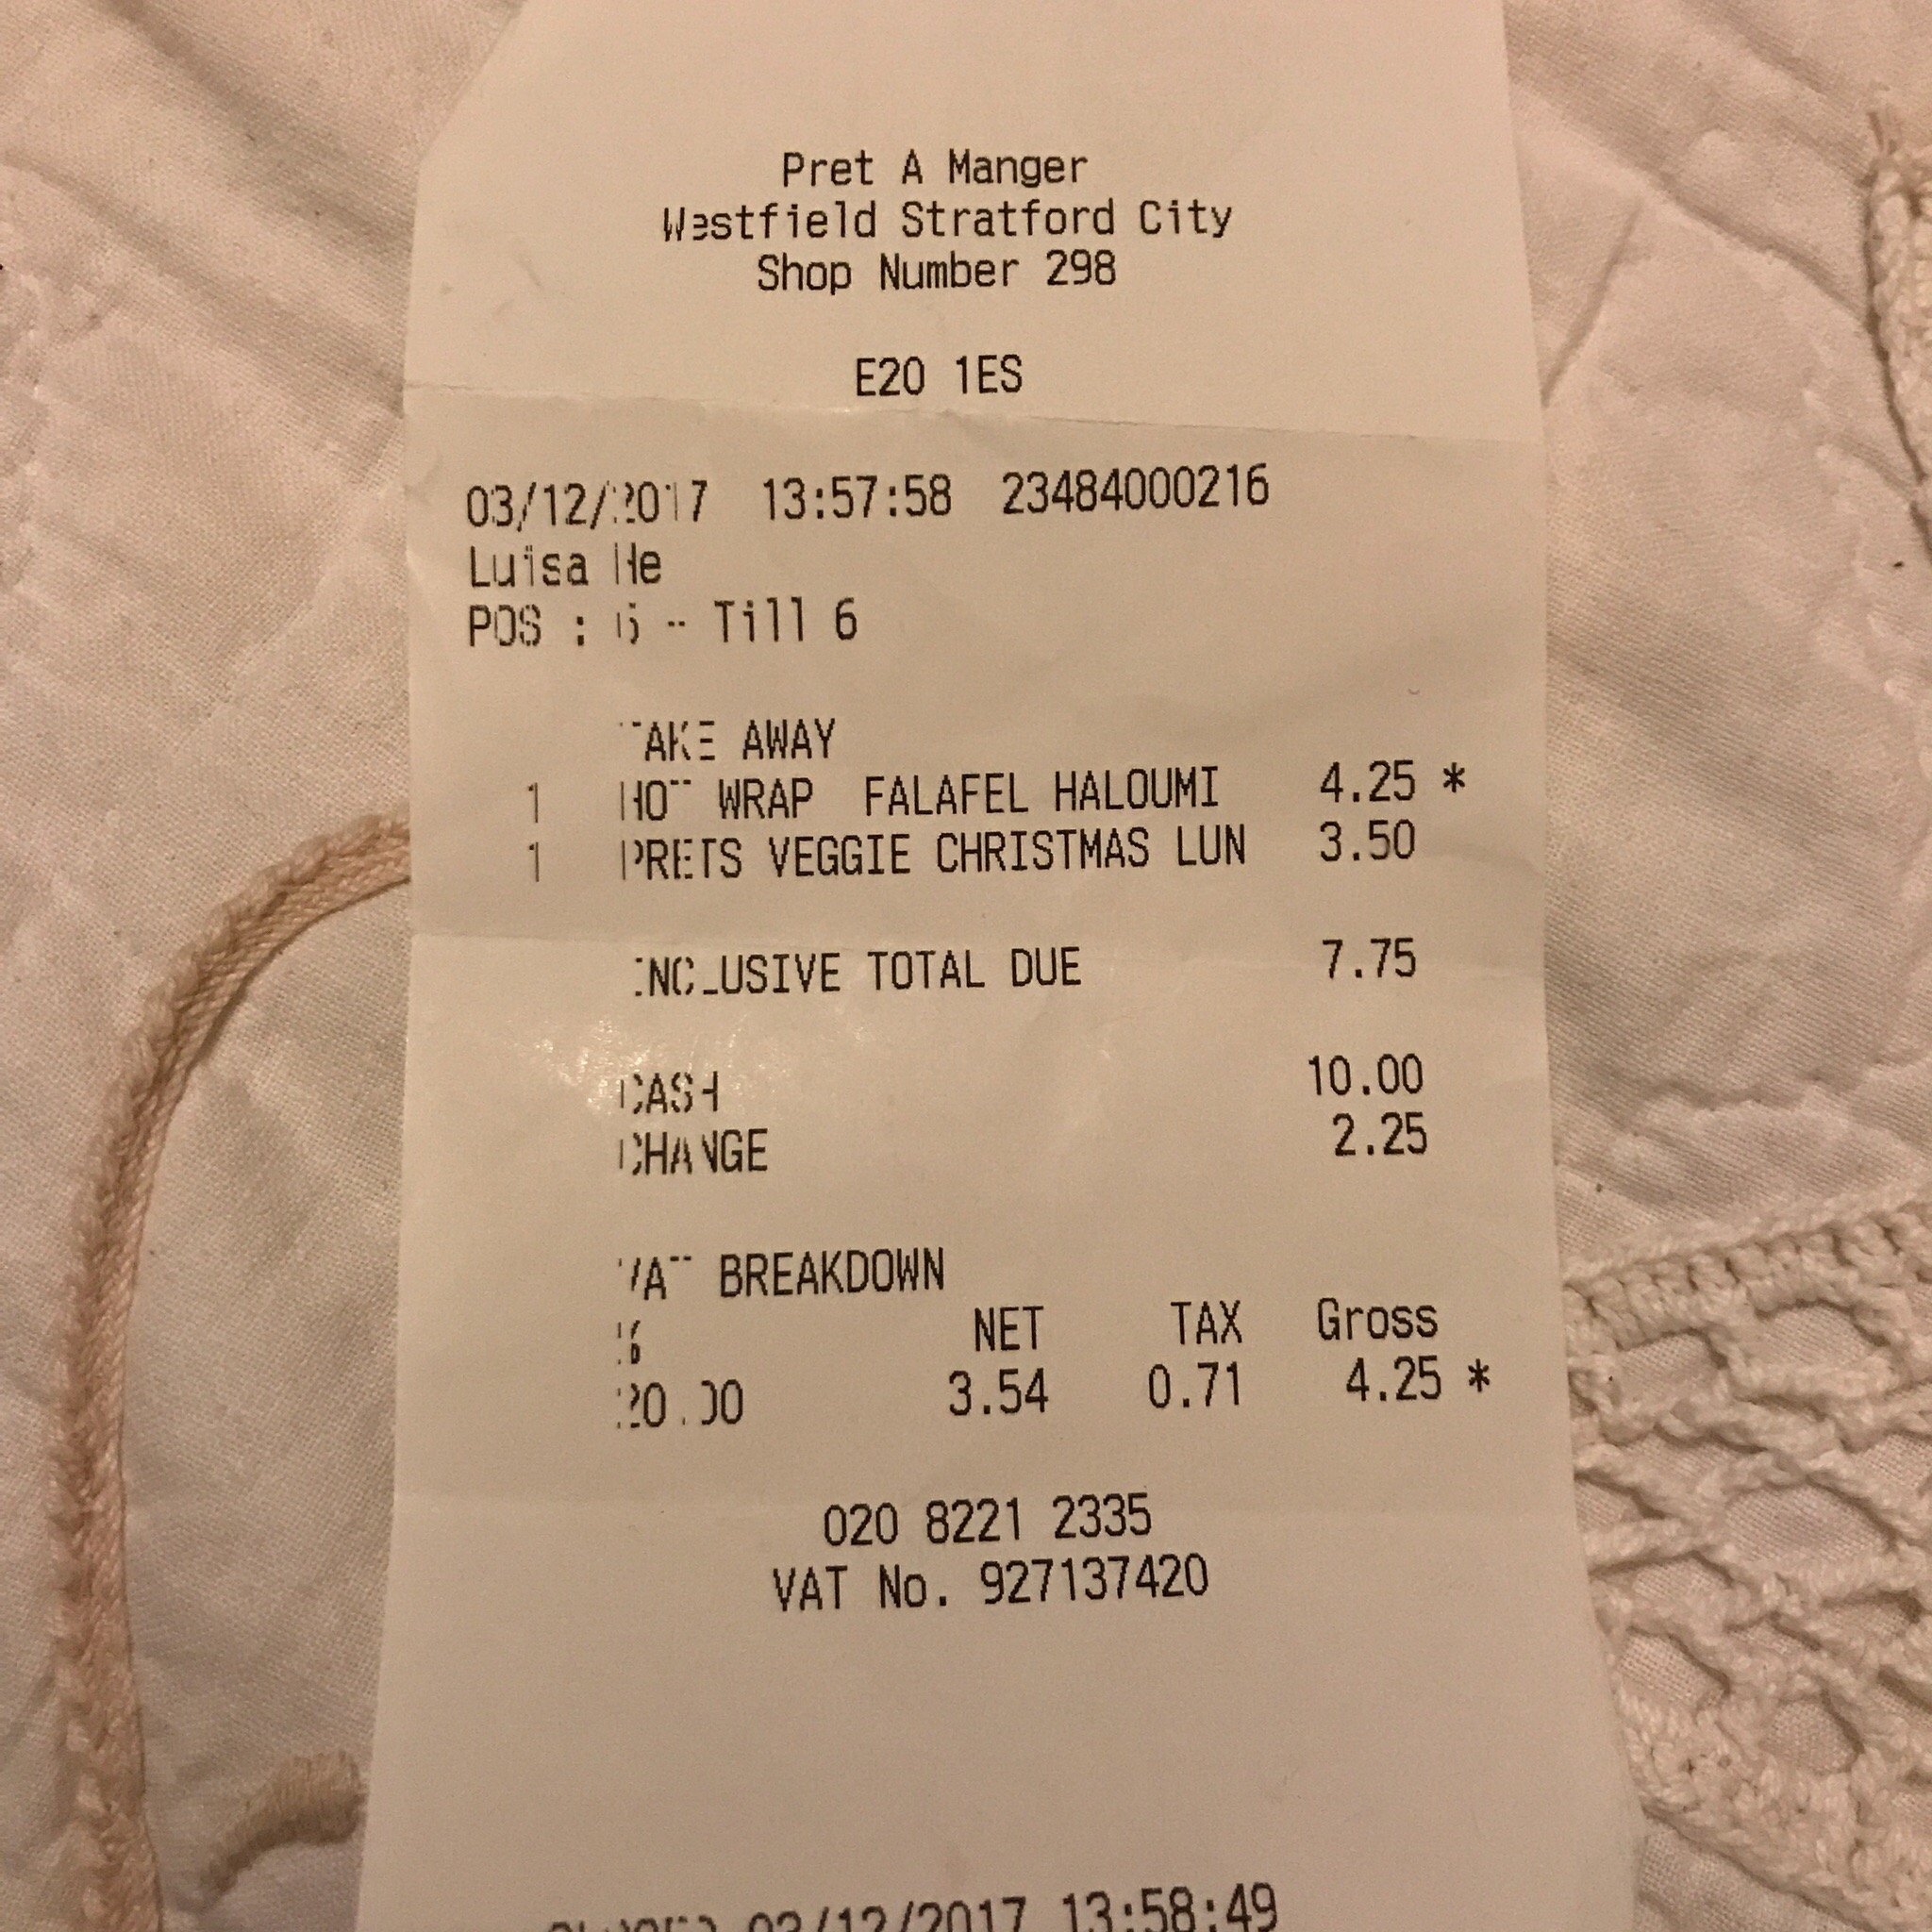 Pret A Manger
Westfield Stratford City
Shop Number 298
E20 1ES
03/12/2017 13:57:58 23484000216
Luisa He
POS : 6 - Till 6
TAKE AWAY
1 HOT WRAP FALAFEL HALOUMI 4.25 *
1 PRETS VEGGIE CHRISTMAS LUN 3.50
INCLUSIVE TOTAL DUE 7.75
CASH 10.00
CHANGE 2.25
VAT BREAKDOWN
% NET TAX Gross
20.00 3.54 0.71 4.25 *
020 8221 2335
VAT No. 927137420
03/12/2017 13:58:49